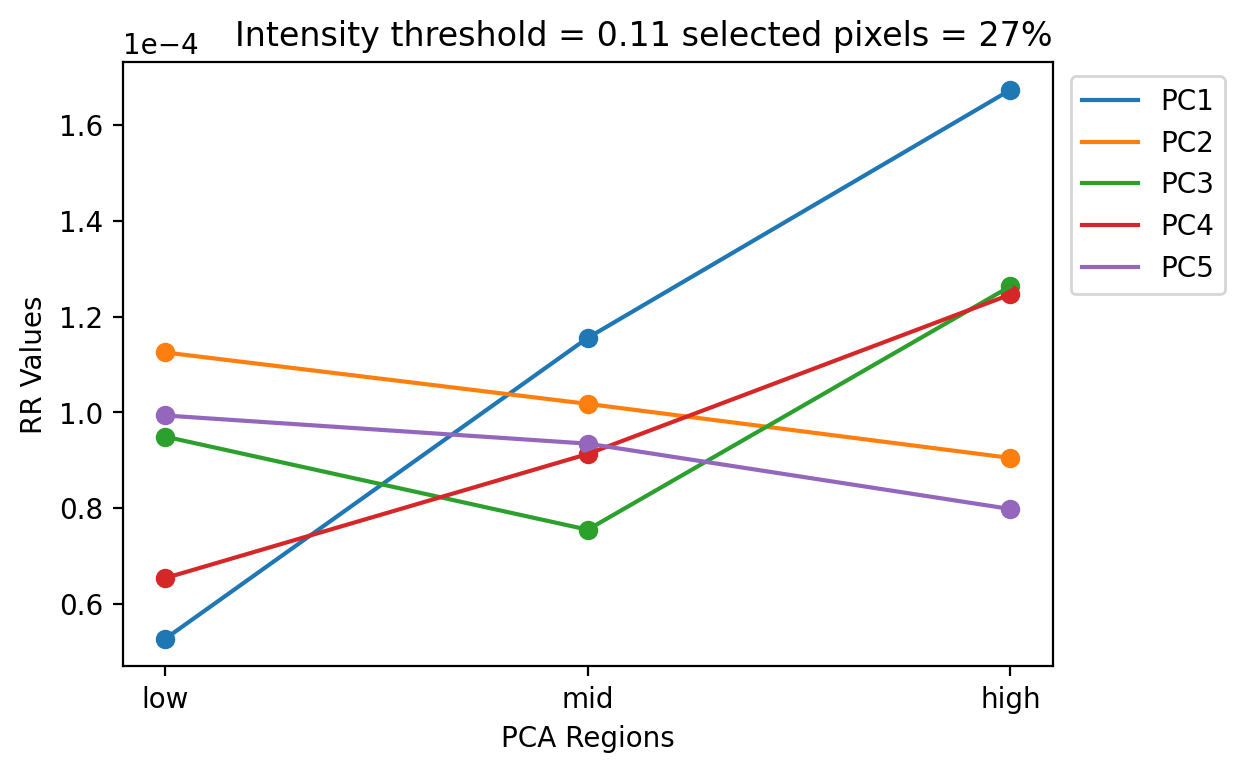 Intensity threshold = 0.11 selected pixels = 27%
1e−4
1.6
1.4
1.2
1.0
0.8
0.6
RR Values
low mid high
PCA Regions
PC1
PC2
PC3
PC4
PC5